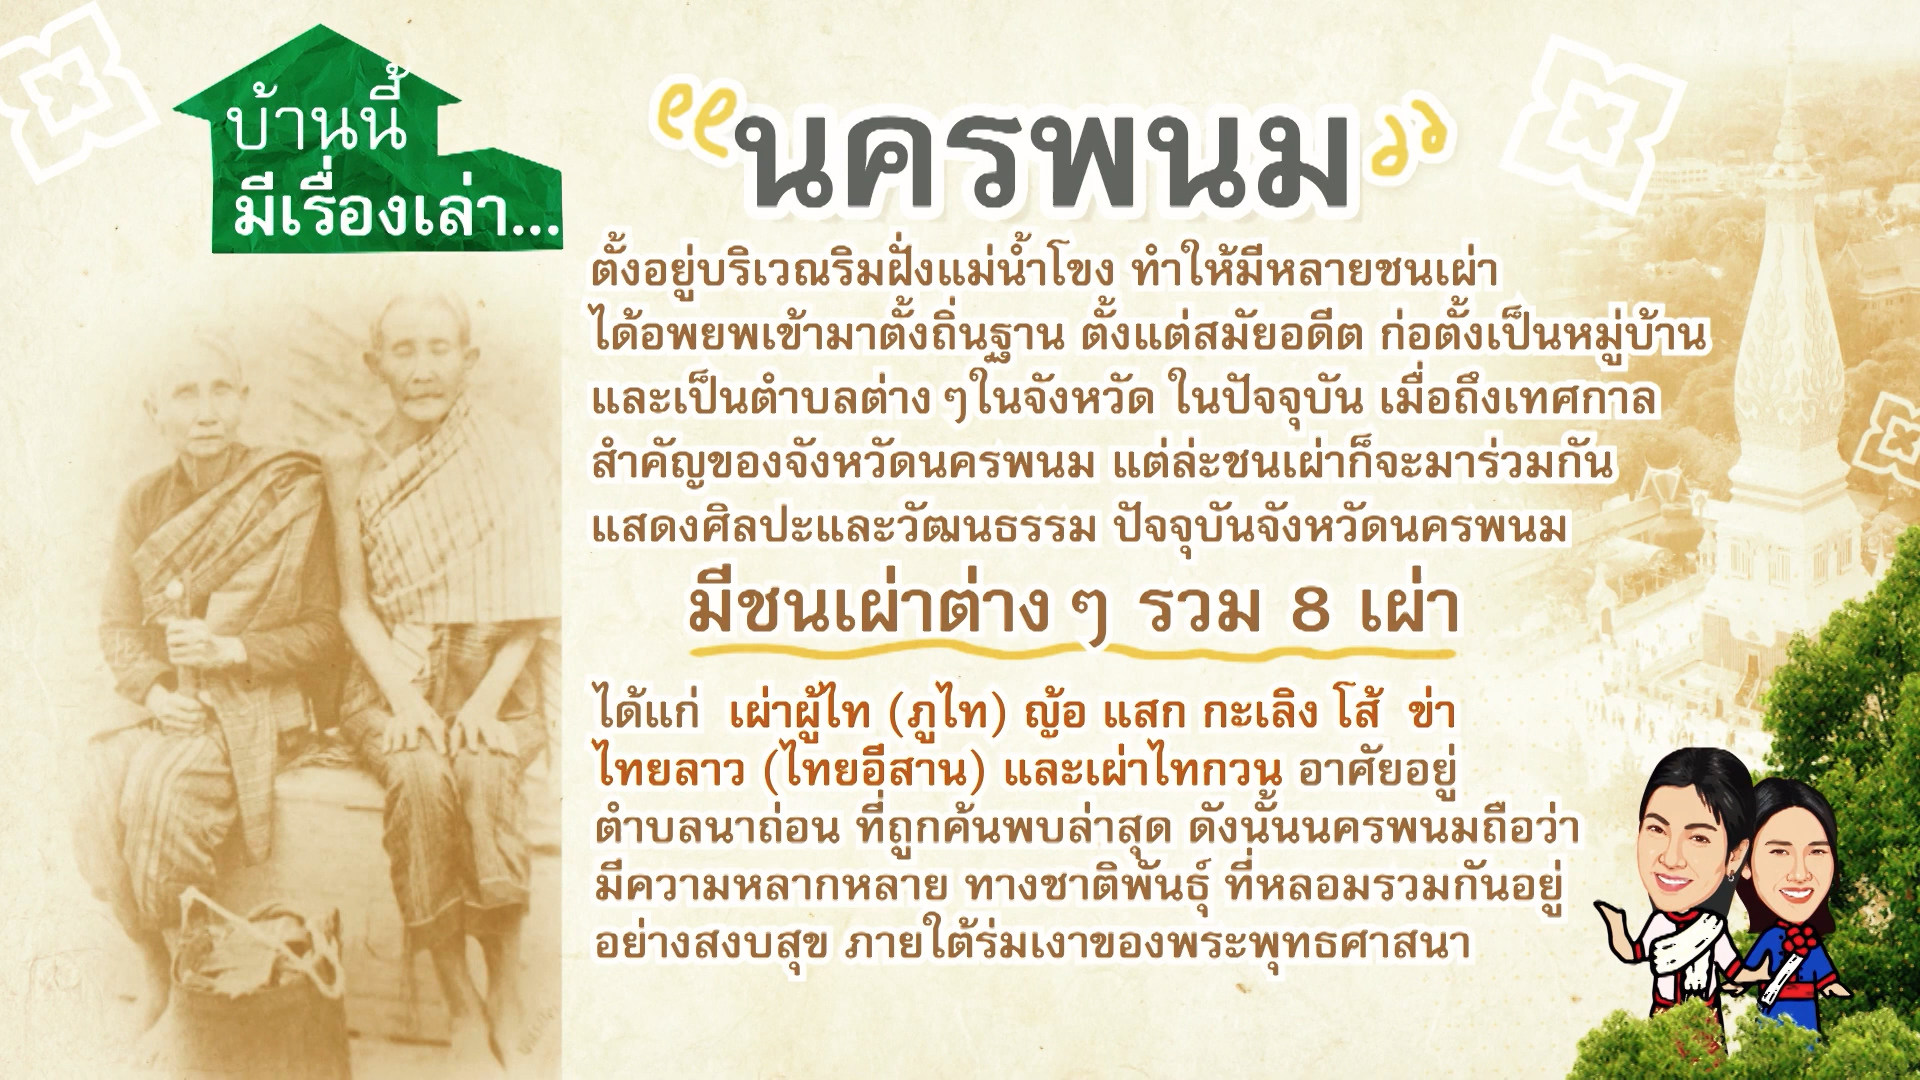 บ้านนี้
มีเรื่องเล่า...
นครพนม
ตั้งอยู่บริเวณริมฝั่งแม่น้ำโขง ทำให้มีหลายชนเผ่า
ได้อพยพเข้ามาตั้งถิ่นฐาน ตั้งแต่สมัยอดีต ก่อตั้งเป็นหมู่บ้าน
และเป็นตำบลต่าง ๆในจังหวัด ในปัจจุบัน เมื่อถึงเทศกาล
สำคัญของจังหวัดนครพนม แต่ล่ะชนเผ่าก็จะมาร่วมกัน
แสดงศิลปะและวัฒนธรรม ปัจจุบันจังหวัดนครพนม
มีชนเผ่าต่าง ๆ รวม 8 เผ่า
ได้แก่ เผ่าผู้ไท (ภูไท) ญ้อ แสก กะเลิง โส้ ข่า
ไทยลาว (ไทยอีสาน) และเผ่าไทกวน อาศัยอยู่
ตำบลนาถ่อน ที่ถูกค้นพบล่าสุด ดังนั้นนครพนมถือว่า
มีความหลากหลาย ทางชาติพันธุ์ ที่หลอมรวมกันอยู่
อย่างสงบสุข ภายใต้ร่มเงาของพระพุทธศาสนา